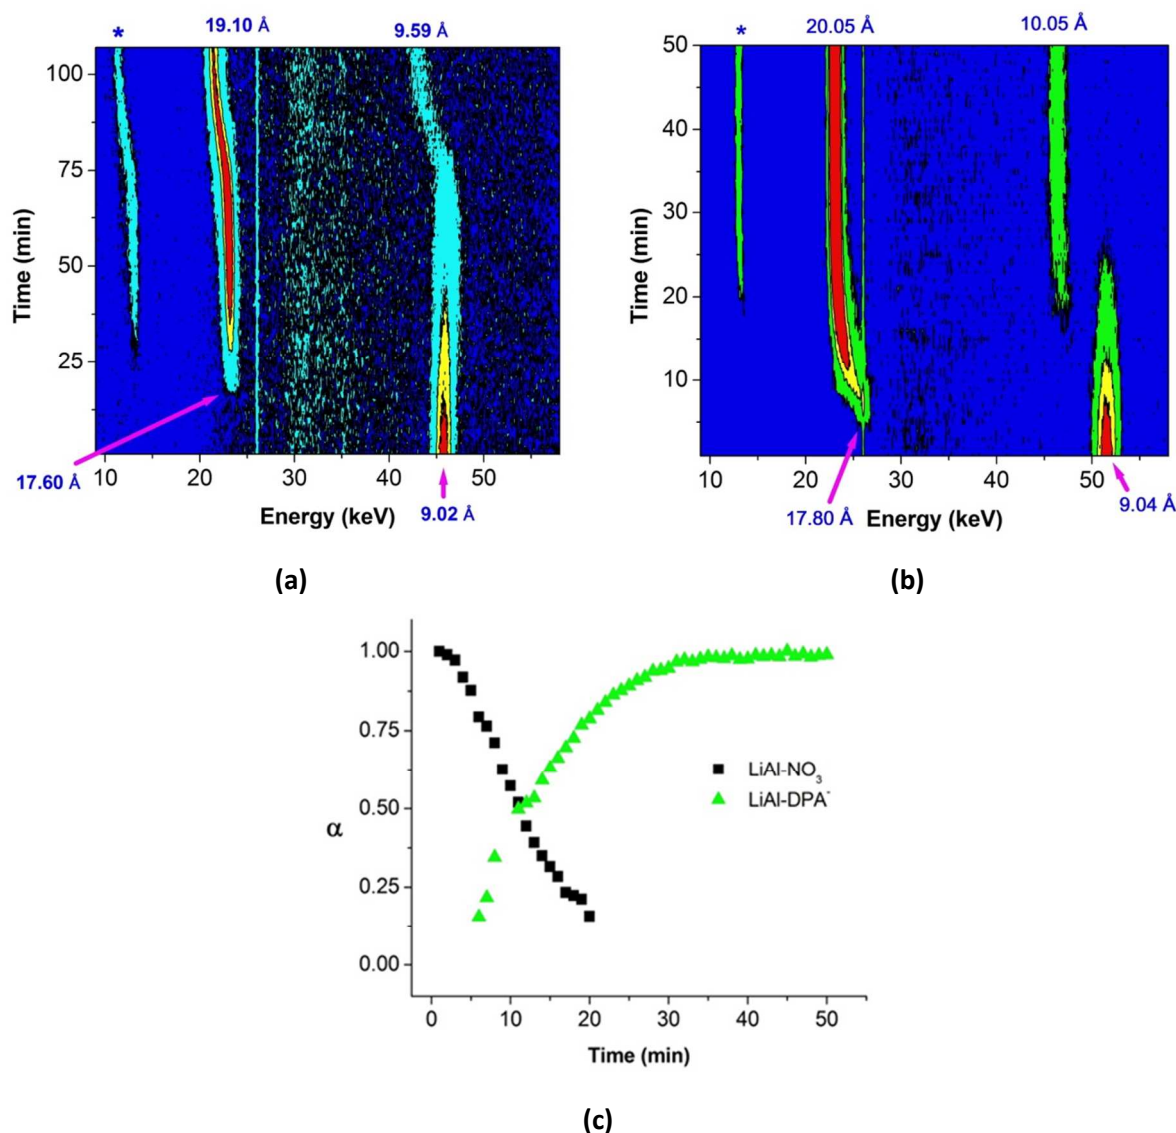 * 19.10 Å 9.59 Å
100
75
50
25
Time (min)
10 20 30 40 50
17.60 Å
Energy (keV)
9.02 Å
(a)
* 20.05 Å 10.05 Å
50
40
30
20
10
Time (min)
10 20 30 40 50
17.80 Å
Energy (keV)
9.04 Å
(b)
1.00
0.75
0.50
0.25
0.00
α
LiAl-NO₃
LiAl-DPA⁻
0 10 20 30 40 50
Time (min)
(c)